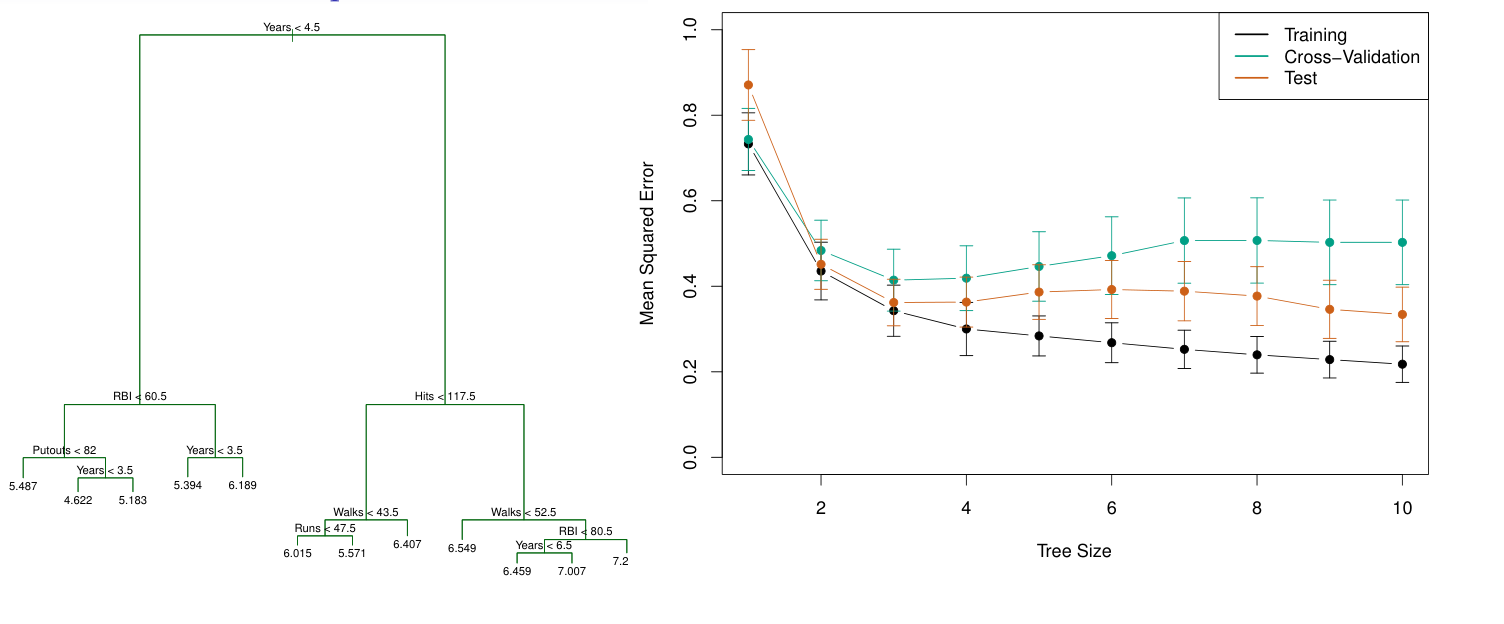 Years < 4.5
RBI < 60.5
Hits < 117.5
Putouts < 82
Years < 3.5
Years < 3.5
5.487
4.622
5.183
5.394
6.189
Walks < 43.5
Walks < 52.5
Runs < 47.5
RBI < 80.5
6.015
5.571
6.407
6.549
Years < 6.5
6.459
7.007
7.2
Training
Cross−Validation
Test
Mean Squared Error
1.0
0.8
0.6
0.4
0.2
0.0
2 4 6 8 10
Tree Size